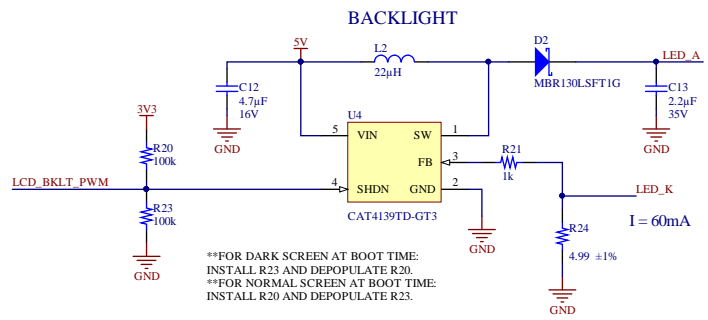 BACKLIGHT
5V
L2
22µH
D2
MBR130LSFT1G
LED_A
C12
4.7µF
16V
GND
C13
2.2µF
35V
GND
U4
5
VIN
SW
1
FB
3
4
SHDN
GND
2
CAT4139TD-GT3
R21
1k
GND
3V3
R20
100k
LCD_BKLT_PWM
R23
100k
GND
LED_K
I = 60mA
R24
4.99 ±1%
GND
**FOR DARK SCREEN AT BOOT TIME:
INSTALL R23 AND DEPOPULATE R20.
**FOR NORMAL SCREEN AT BOOT TIME:
INSTALL R20 AND DEPOPULATE R23.